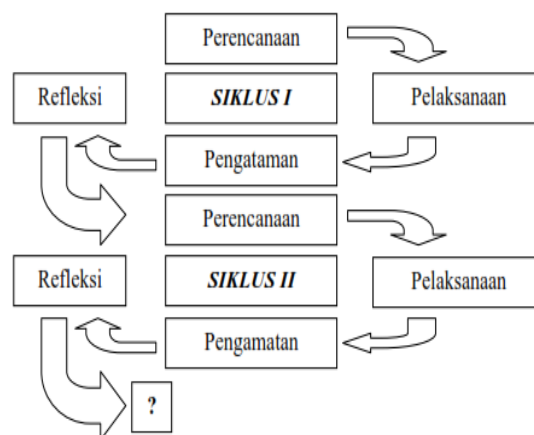 Perencanaan
Refleksi
SIKLUS I
Pelaksanaan
Pengataman
Perencanaan
Refleksi
SIKLUS II
Pelaksanaan
Pengamatan
?